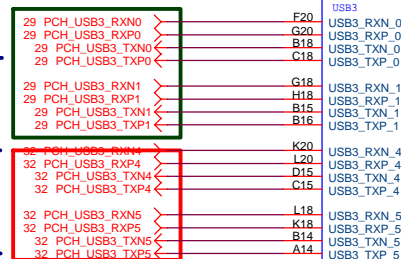 USB3
29 PCH_USB3_RXN0 F20 USB3_RXN_0
29 PCH_USB3_RXP0 G20 USB3_RXP_0
29 PCH_USB3_TXN0 B18 USB3_TXN_0
29 PCH_USB3_TXP0 C18 USB3_TXP_0
29 PCH_USB3_RXN1 G18 USB3_RXN_1
29 PCH_USB3_RXP1 H18 USB3_RXP_1
29 PCH_USB3_TXN1 B15 USB3_TXN_1
29 PCH_USB3_TXP1 B16 USB3_TXP_1
32 PCH_USB3_RXN4 K20 USB3_RXN_4
32 PCH_USB3_RXP4 L20 USB3_RXP_4
32 PCH_USB3_TXN4 D15 USB3_TXN_4
32 PCH_USB3_TXP4 C15 USB3_TXP_4
32 PCH_USB3_RXN5 L18 USB3_RXN_5
32 PCH_USB3_RXP5 K18 USB3_RXP_5
32 PCH_USB3_TXN5 B14 USB3_TXN_5
32 PCH_USB3_TXP5 A14 USB3_TXP_5